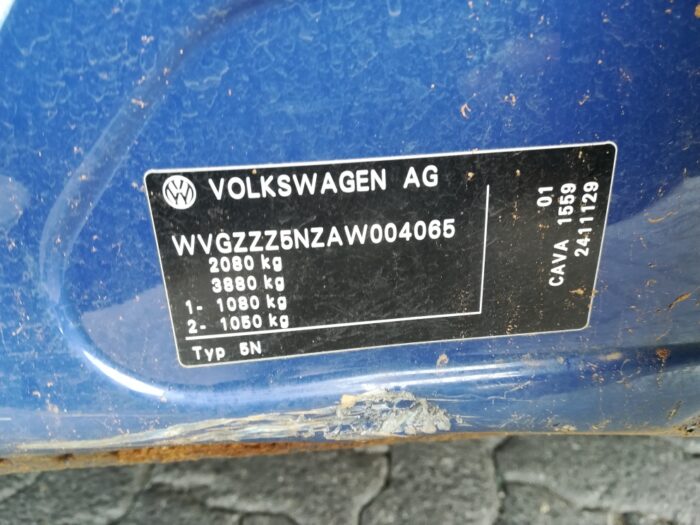 VOLKSWAGEN AG
WVGZZZ5NZAW004065
2080 kg
3880 kg
1- 1080 kg
2- 1050 kg
Typ 5N
01
CAVA 1559
2411129